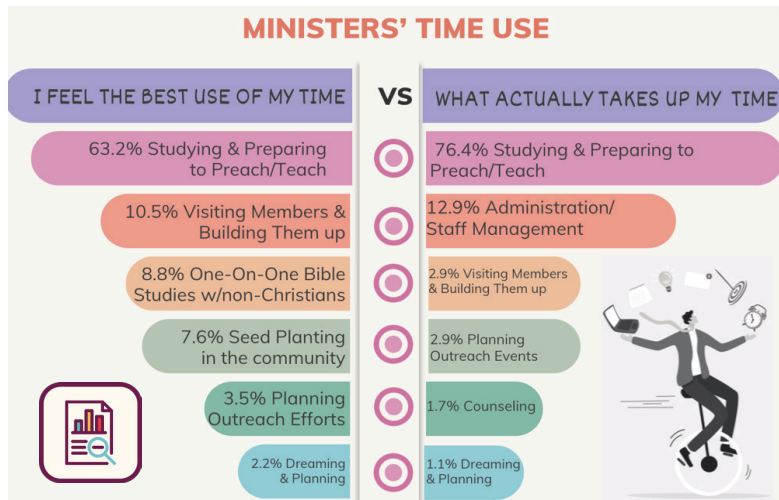 MINISTERS' TIME USE
I FEEL THE BEST USE OF MY TIME
VS
WHAT ACTUALLY TAKES UP MY TIME
63.2% Studying & Preparing
to Preach/Teach
76.4% Studying & Preparing to
Preach/Teach
10.5% Visiting Members &
Building Them up
12.9% Administration/
Staff Management
8.8% One-On-One Bible
Studies w/non-Christians
2.9% Visiting Members
& Building Them up
7.6% Seed Planting
in the community
2.9% Planning
Outreach Events
3.5% Planning
Outreach Efforts
1.7% Counseling
2.2% Dreaming
& Planning
1.1% Dreaming
& Planning